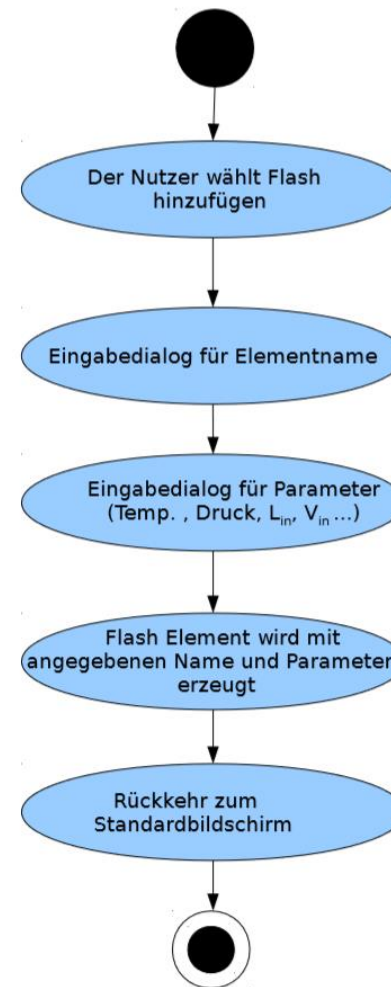 Der Nutzer wählt Flash
hinzufügen
Eingabedialog für Elementname
Eingabedialog für Parameter
(Temp. , Druck, Lin, Vin ...)
Flash Element wird mit
angegebenen Name und Parameter
erzeugt
Rückkehr zum
Standardbildschirm